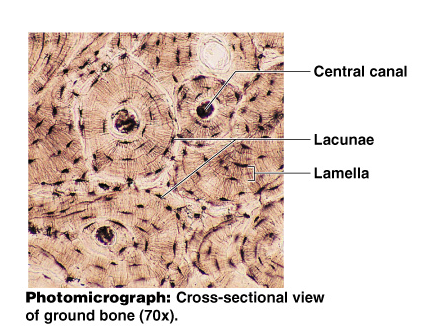 Central canal
Lacunae
Lamella
Photomicrograph: Cross-sectional view
of ground bone (70x).